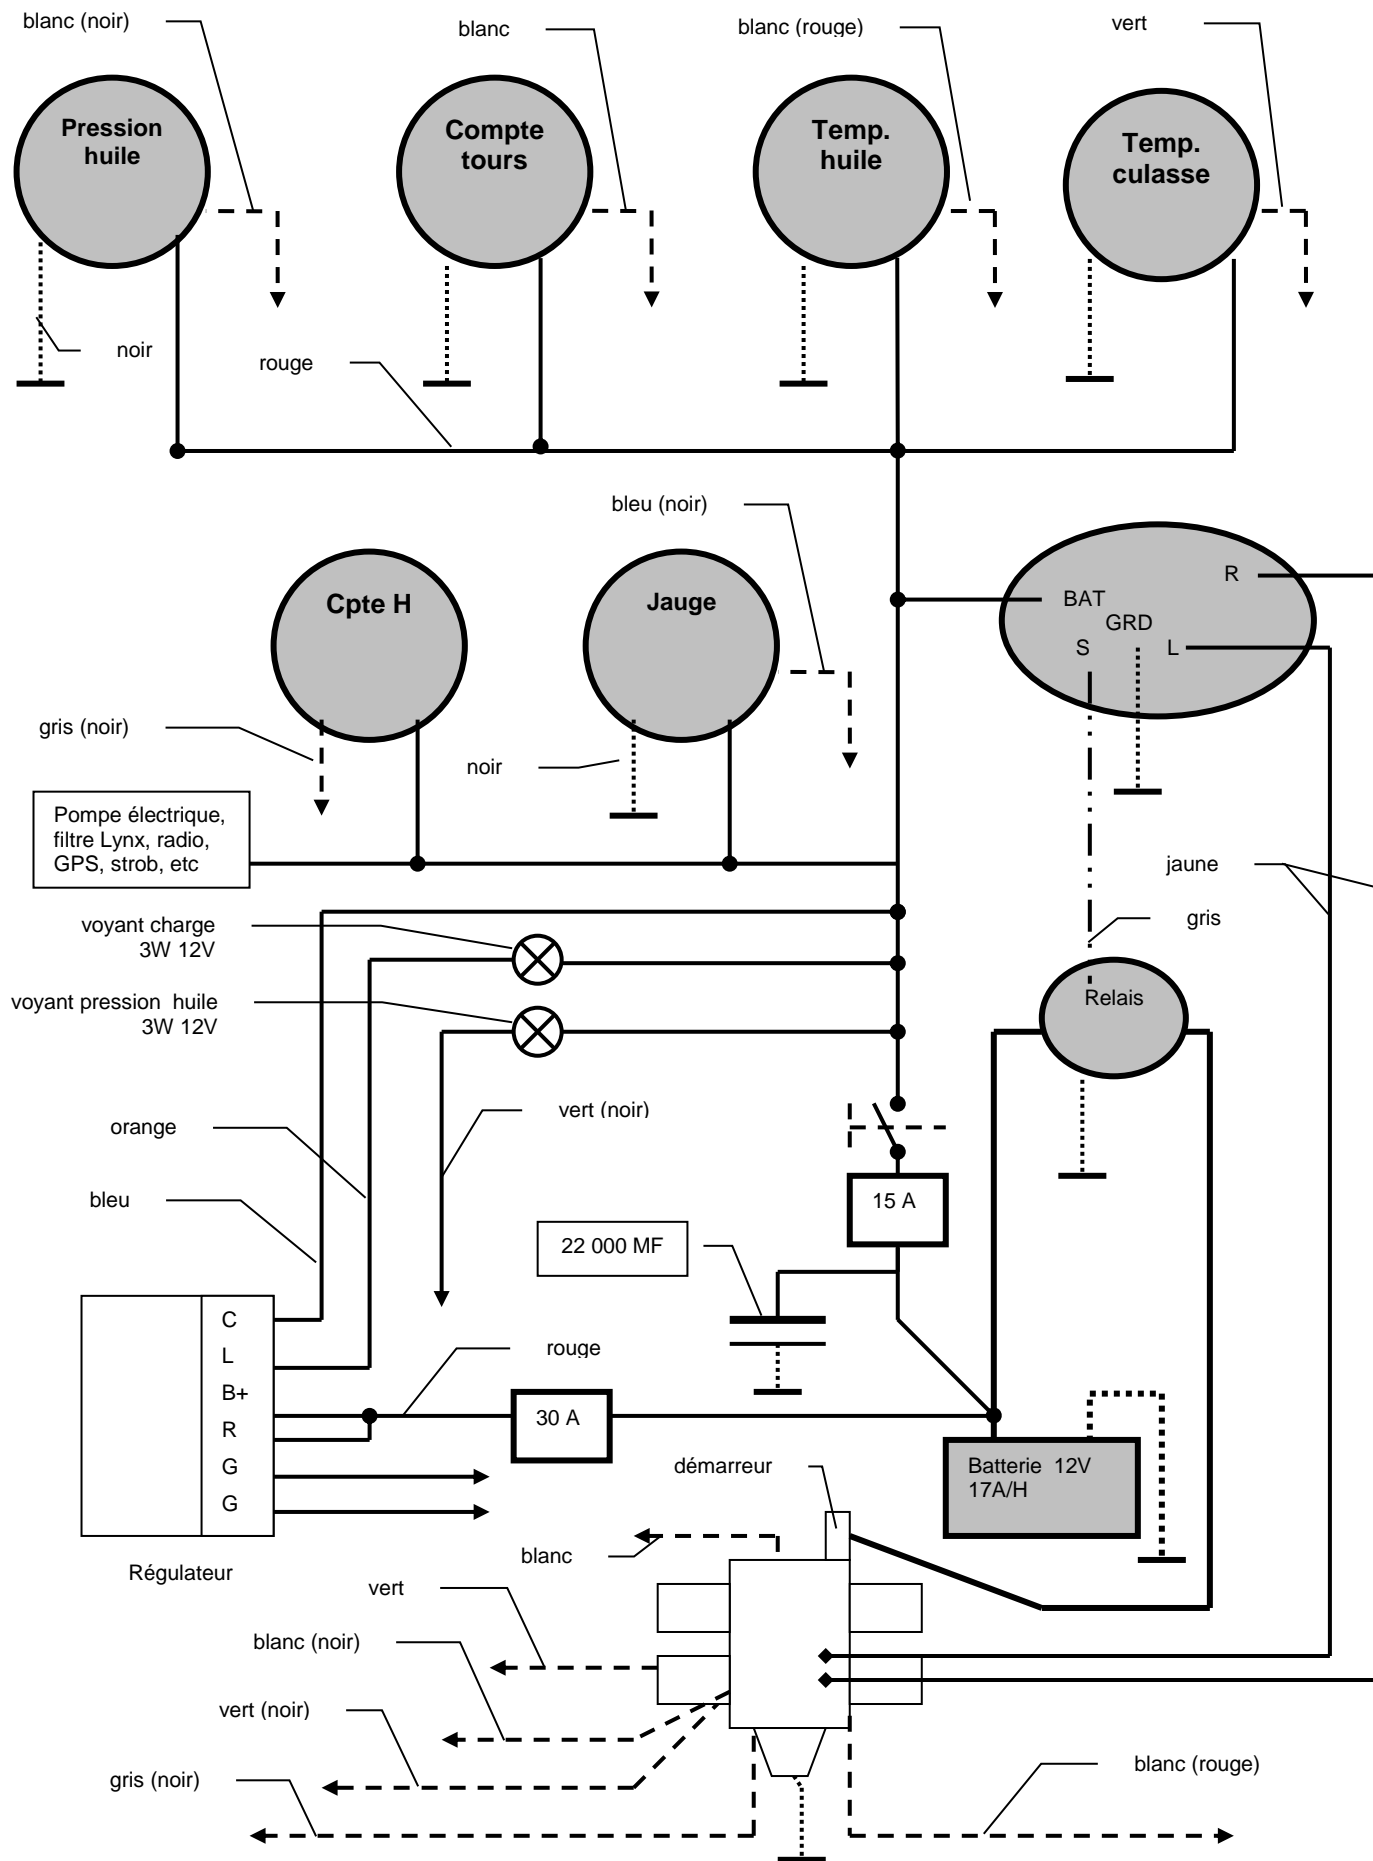 blanc (noir)
blanc
blanc (rouge)
vert
Pression
huile
Compte
tours
Temp.
huile
Temp.
culasse
noir
rouge
bleu (noir)
R
BAT
GRD
S
L
Cpte H
Jauge
gris (noir)
noir
Pompe électrique,
filtre Lynx, radio,
GPS, strob, etc
jaune
gris
voyant charge
3W 12V
voyant pression huile
3W 12V
Relais
vert (noir)
orange
bleu
15 A
22 000 MF
C
L
B+
R
G
G
rouge
30 A
démarreur
Batterie 12V
17A/H
Régulateur
blanc
vert
blanc (noir)
vert (noir)
gris (noir)
blanc (rouge)